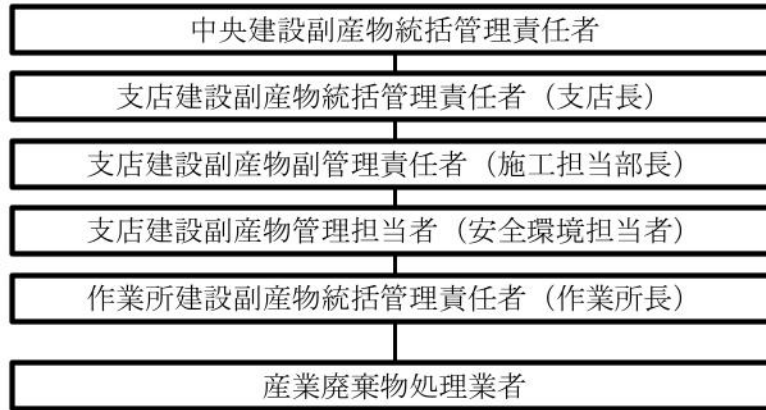 中央建設副産物統括管理責任者
支店建設副産物統括管理責任者（支店長）
支店建設副産物副管理責任者（施工担当部長）
支店建設副産物管理担当者（安全環境担当者）
作業所建設副産物統括管理責任者（作業所長）
産業廃棄物処理業者